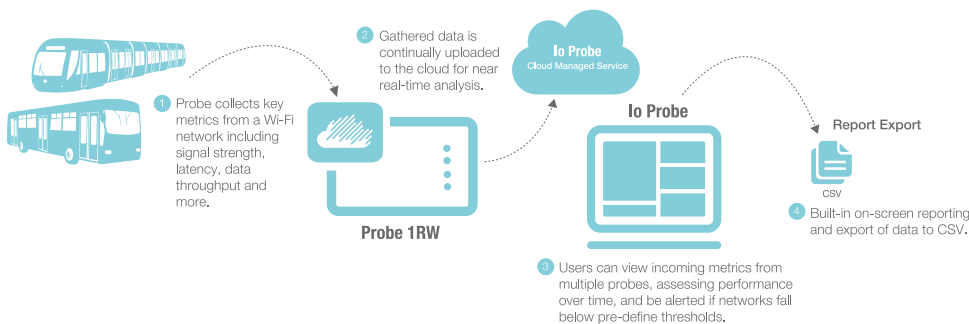 1 Probe collects key
metrics from a Wi-Fi
network including
signal strength,
latency, data
throughput and
more.
Probe 1RW
2 Gathered data is
continually uploaded
to the cloud for near
real-time analysis.
Io Probe
Cloud Managed Service
Io Probe
3 Users can view incoming metrics from
multiple probes, assessing performance
over time, and be alerted if networks fall
below pre-define thresholds.
Report Export
CSV
4 Built-in on-screen reporting
and export of data to CSV.